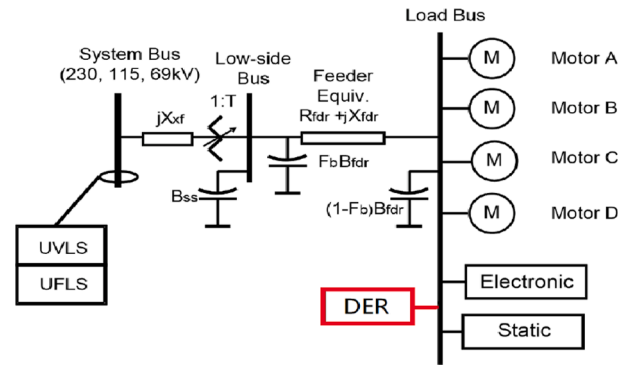 Load Bus
System Bus
(230, 115, 69kV)
Low-side
Bus
Feeder
Equiv.
Rfdr +jXfdr
1:T
jXxf
Bss
FbBfdr
(1-Fb)Bfdr
M
Motor A
M
Motor B
M
Motor C
M
Motor D
UVLS
UFLS
DER
Electronic
Static